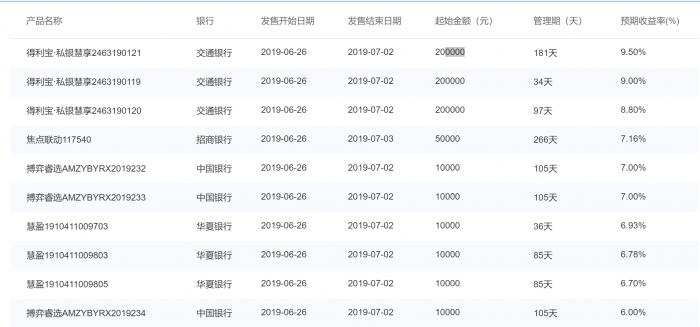 产品名称 银行 发售开始日期 发售结束日期 起始金额（元） 管理期（天） 预期收益率(%)
得利宝·私银慧享2463190121 交通银行 2019-06-26 2019-07-02 200000 181天 9.50%
得利宝·私银慧享2463190119 交通银行 2019-06-26 2019-07-02 200000 34天 9.00%
得利宝·私银慧享2463190120 交通银行 2019-06-26 2019-07-02 200000 97天 8.80%
焦点联动117540 招商银行 2019-06-26 2019-07-03 50000 266天 7.16%
搏弈睿选AMZYBYRX2019232 中国银行 2019-06-26 2019-07-02 10000 105天 7.00%
搏弈睿选AMZYBYRX2019233 中国银行 2019-06-26 2019-07-02 10000 105天 7.00%
慧盈1910411009703 华夏银行 2019-06-26 2019-07-02 10000 36天 6.93%
慧盈1910411009803 华夏银行 2019-06-26 2019-07-02 10000 85天 6.78%
慧盈1910411009805 华夏银行 2019-06-26 2019-07-02 10000 85天 6.70%
搏弈睿选AMZYBYRX2019234 中国银行 2019-06-26 2019-07-02 10000 105天 6.00%